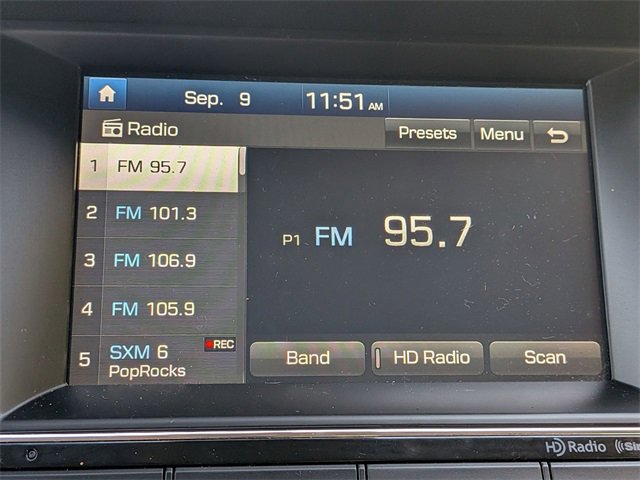 Sep. 9 11:51 AM
Radio Presets Menu
1 FM 95.7
2 FM 101.3
3 FM 106.9
4 FM 105.9
5 SXM 6 REC
PopRocks
P1 FM 95.7
Band HD Radio Scan
HD Radio